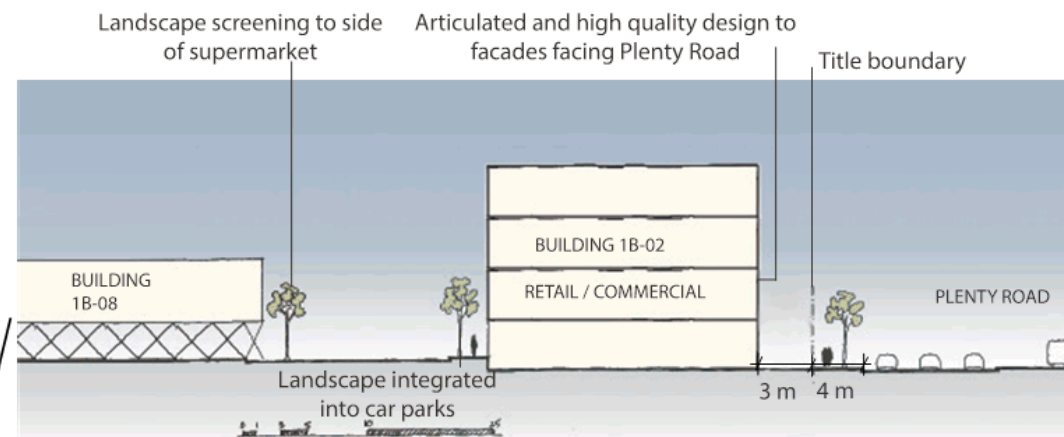 Landscape screening to side
of supermarket
Articulated and high quality design to
facades facing Plenty Road
Title boundary
BUILDING
1B-08
BUILDING 1B-02
RETAIL / COMMERCIAL
PLENTY ROAD
Landscape integrated
into car parks
3 m
4 m